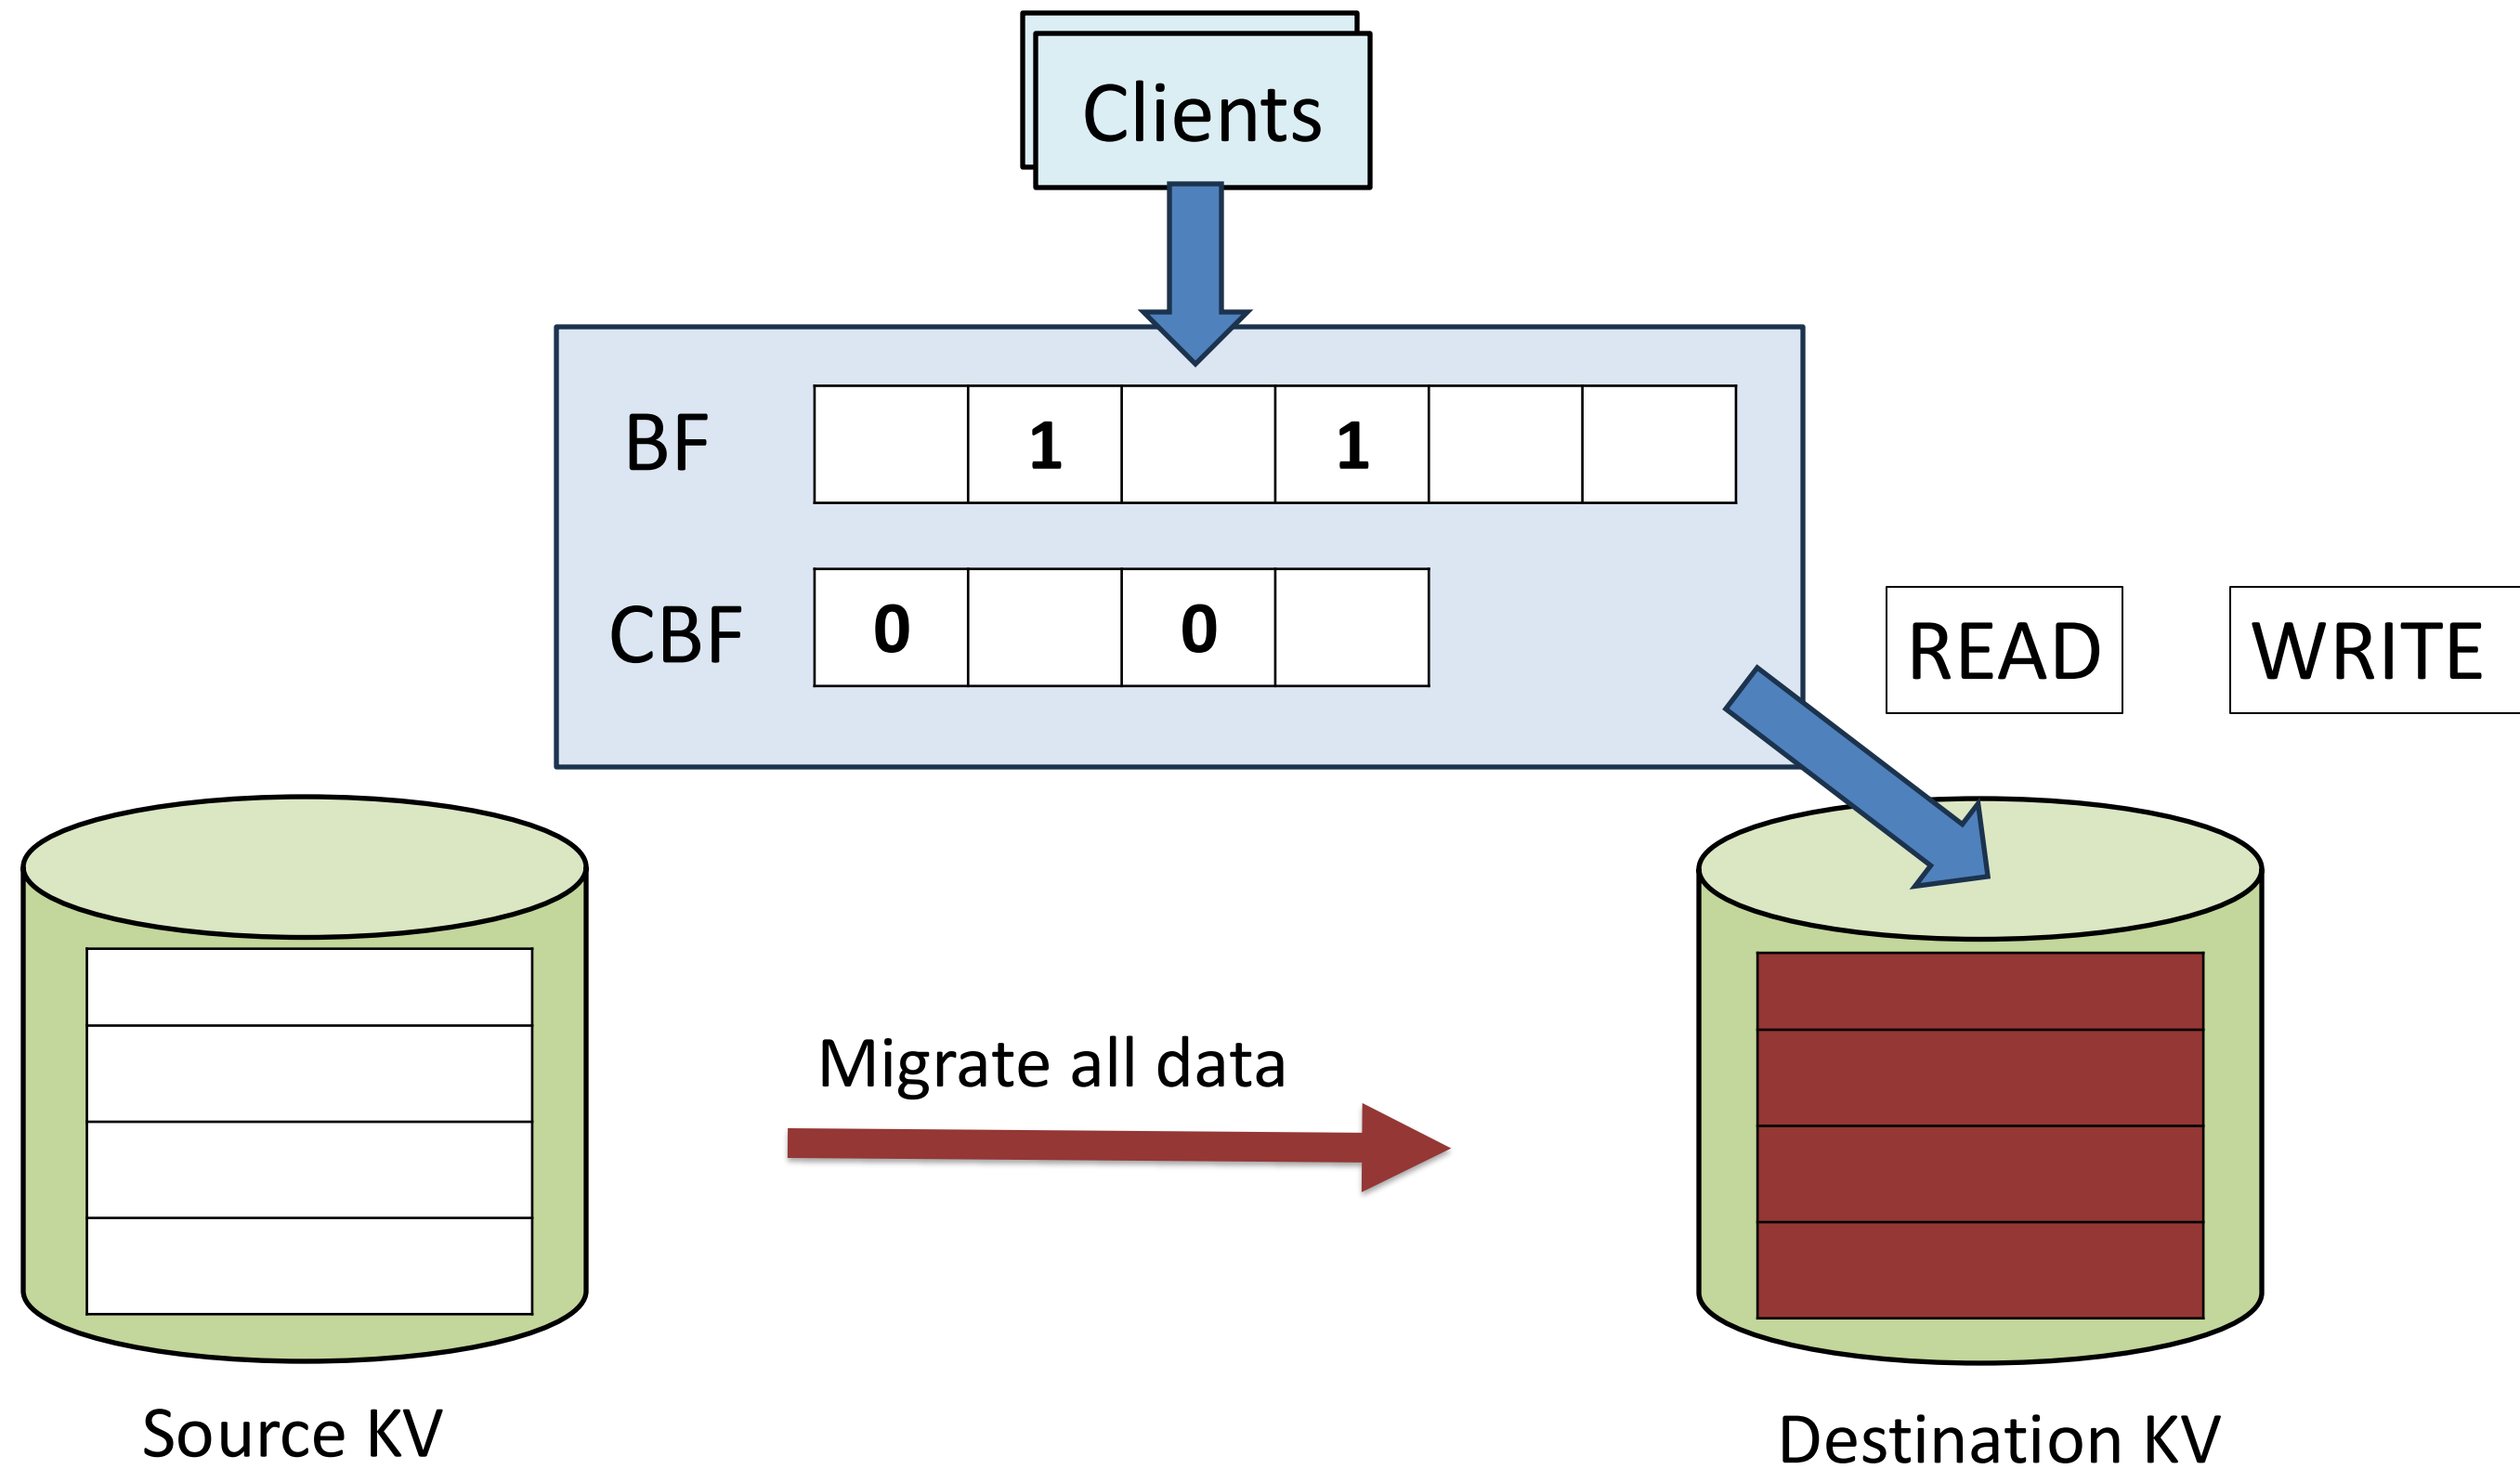 Clients
BF 1 1
CBF 0 0
READ WRITE
Migrate all data
Source KV
Destination KV